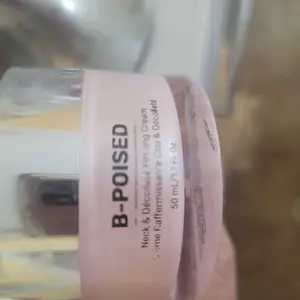 B-POISED
Neck & Décolleté Firming Cream
Crème Raffermissante Cou & Décolleté
50 mL/1.7 Fl. Oz.